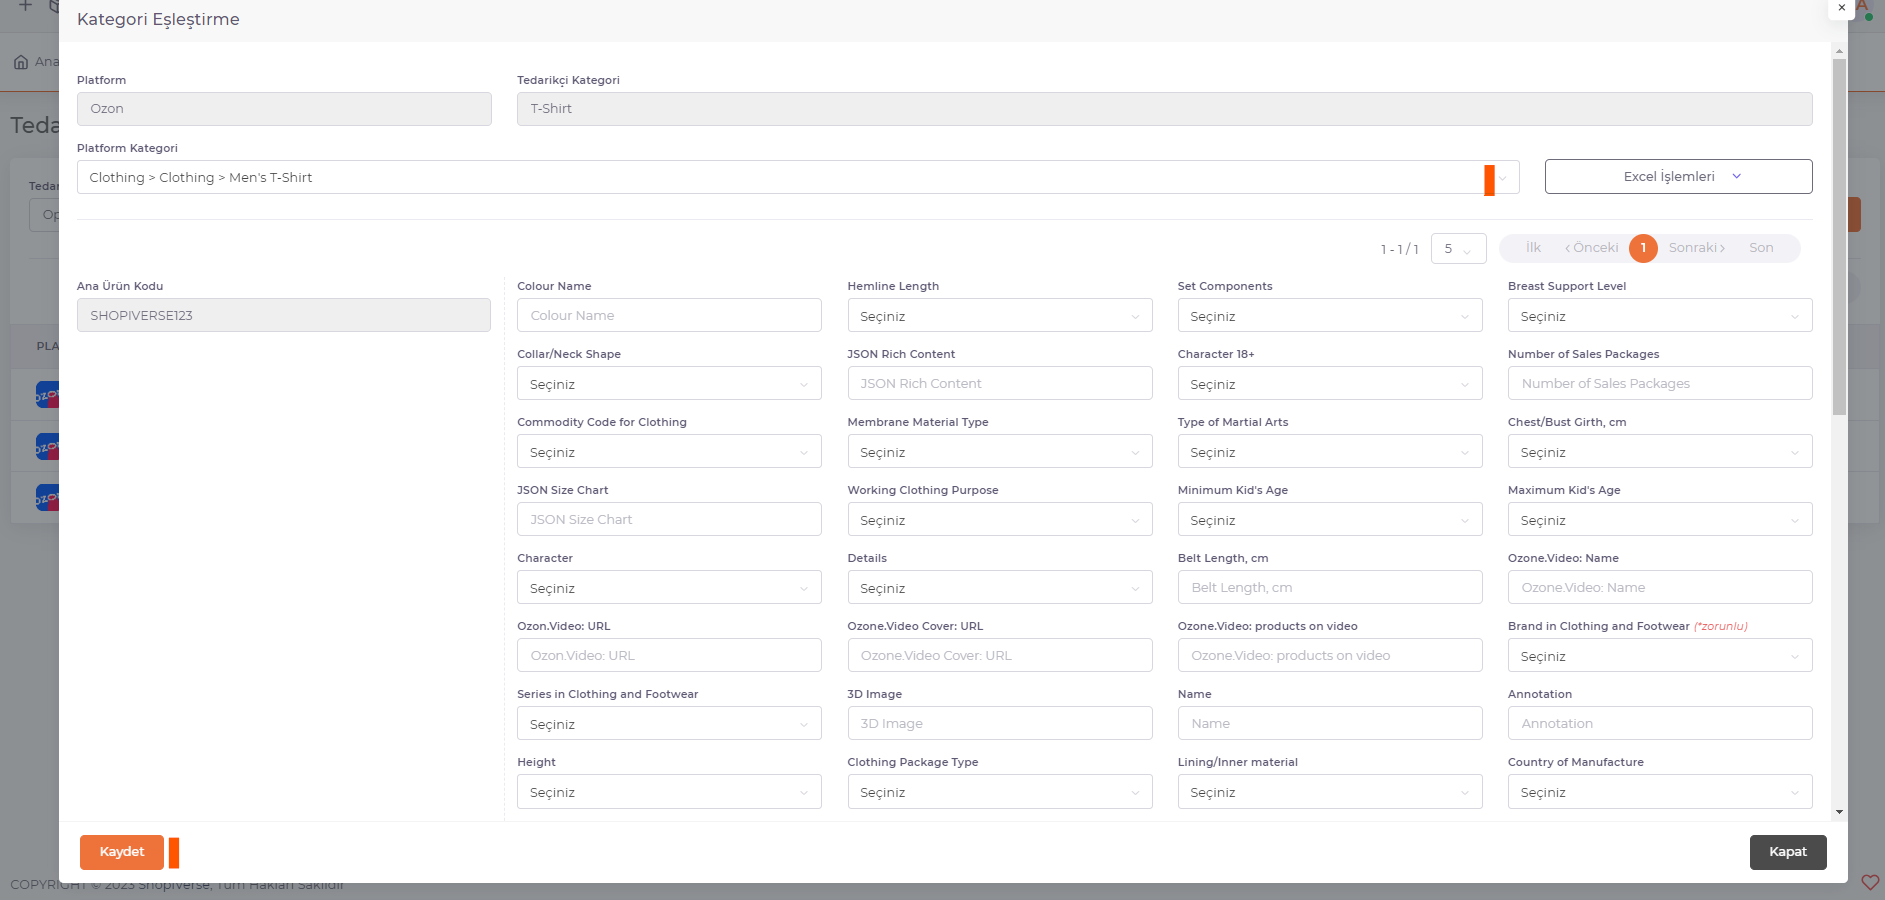 Kategori Eşleştirme
×
A
Ana
Platform
Tedarikçi Kategori
Ozon
T-Shirt
Platform Kategori
Clothing > Clothing > Men's T-Shirt
Excel İşlemleri
1 - 1 / 1
5
İlk
‹ Önceki
1
Sonraki ›
Son
Ana Ürün Kodu
SHOPIVERSE123
Colour Name
Hemline Length
Set Components
Breast Support Level
Colour Name
Seçiniz
Seçiniz
Seçiniz
Collar/Neck Shape
JSON Rich Content
Character 18+
Number of Sales Packages
Seçiniz
JSON Rich Content
Seçiniz
Number of Sales Packages
Commodity Code for Clothing
Membrane Material Type
Type of Martial Arts
Chest/Bust Girth, cm
Seçiniz
Seçiniz
Seçiniz
Seçiniz
JSON Size Chart
Working Clothing Purpose
Minimum Kid's Age
Maximum Kid's Age
JSON Size Chart
Seçiniz
Seçiniz
Seçiniz
Character
Details
Belt Length, cm
Ozone.Video: Name
Seçiniz
Seçiniz
Belt Length, cm
Ozone.Video: Name
Ozon.Video: URL
Ozone.Video Cover: URL
Ozone.Video: products on video
Brand in Clothing and Footwear (*zorunlu)
Ozon.Video: URL
Ozone.Video Cover: URL
Ozone.Video: products on video
Seçiniz
Series in Clothing and Footwear
3D Image
Name
Annotation
Seçiniz
3D Image
Name
Annotation
Height
Clothing Package Type
Lining/Inner material
Country of Manufacture
Seçiniz
Seçiniz
Seçiniz
Seçiniz
Kaydet
Kapat
COPYRIGHT © 2023 Shopiverse, Tüm Hakları Saklıdır